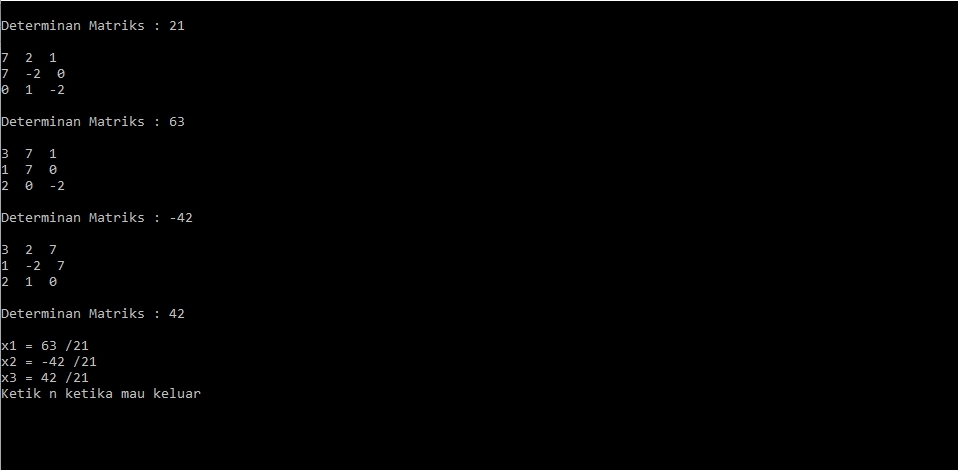 Determinan Matriks : 21
7  2  1
7  -2  0
0  1  -2
Determinan Matriks : 63
3  7  1
1  7  0
2  0  -2
Determinan Matriks : -42
3  2  7
1  -2  7
2  1  0
Determinan Matriks : 42
x1 = 63 /21
x2 = -42 /21
x3 = 42 /21
Ketik n ketika mau keluar